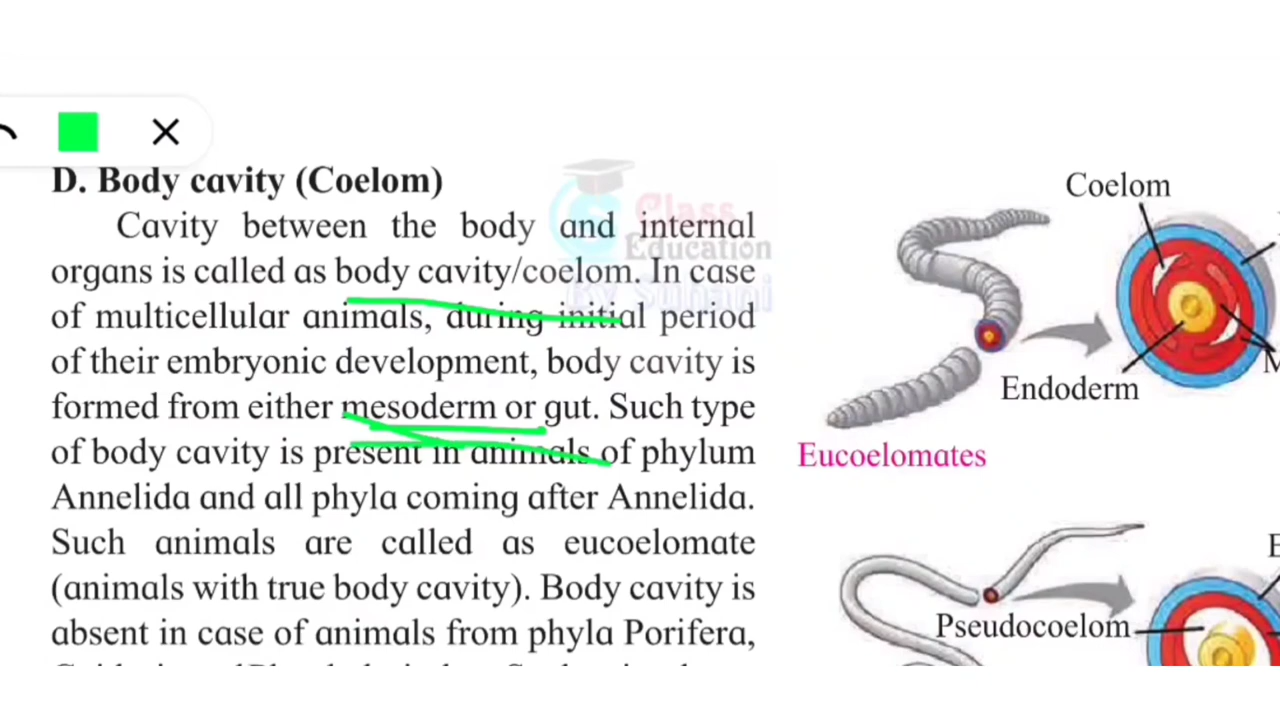 D. Body cavity (Coelom)
Cavity between the body and internal
organs is called as body cavity/coelom. In case
of multicellular animals, during initial period
of their embryonic development, body cavity is
formed from either mesoderm or gut. Such type
of body cavity is present in animals of phylum
Annelida and all phyla coming after Annelida.
Such animals are called as eucoelomate
(animals with true body cavity). Body cavity is
absent in case of animals from phyla Porifera,
Class
Education
By Suhani
Coelom
Endoderm
Eucoelomates
Pseudocoelom